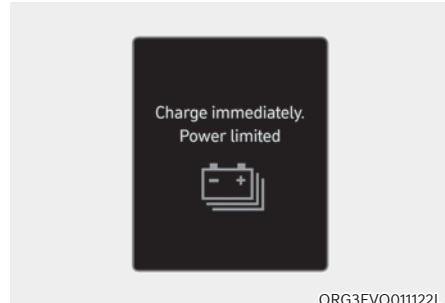 Charge immediately.
Power limited
- +
ORG3EVQ011122L